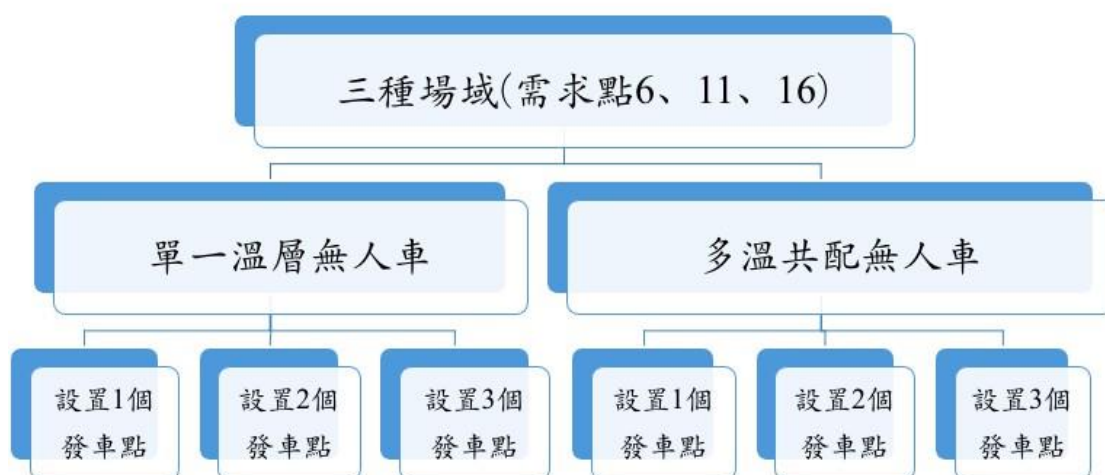 三種場域(需求點6、11、16)
單一溫層無人車
多溫共配無人車
設置1個
發車點
設置2個
發車點
設置3個
發車點
設置1個
發車點
設置2個
發車點
設置3個
發車點